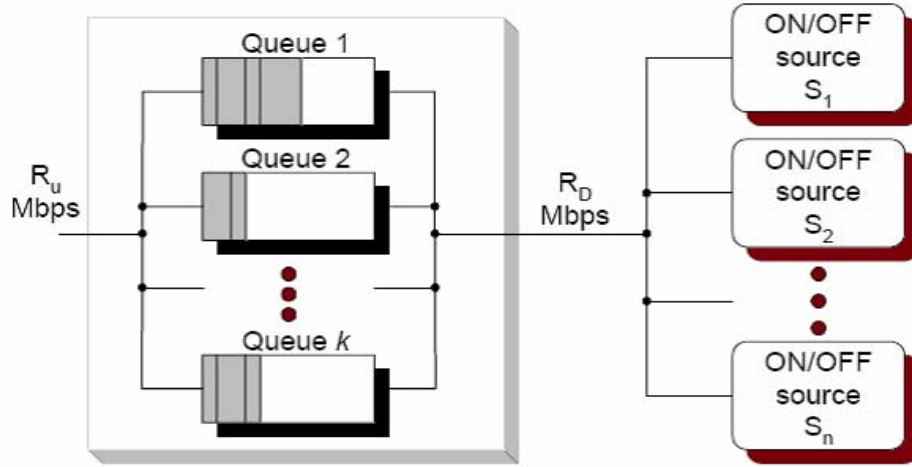 Queue 1
Queue 2
Queue k
R_u
Mbps
R_D
Mbps
ON/OFF
source
S_1
ON/OFF
source
S_2
ON/OFF
source
S_n